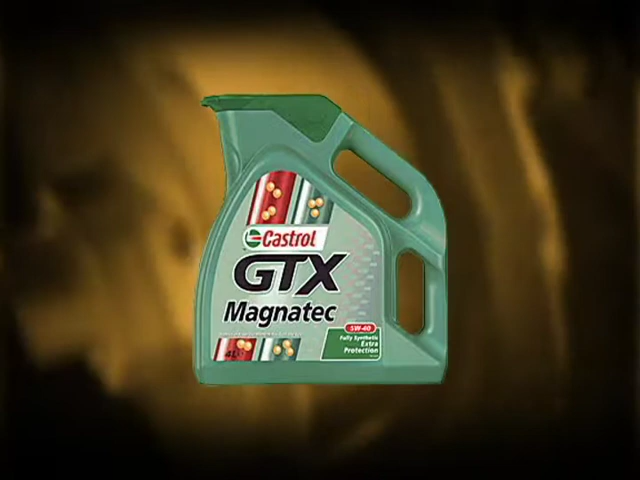 Castrol
GTX
Magnatec
5W-40
Fully Synthetic
Extra
Protection
4L